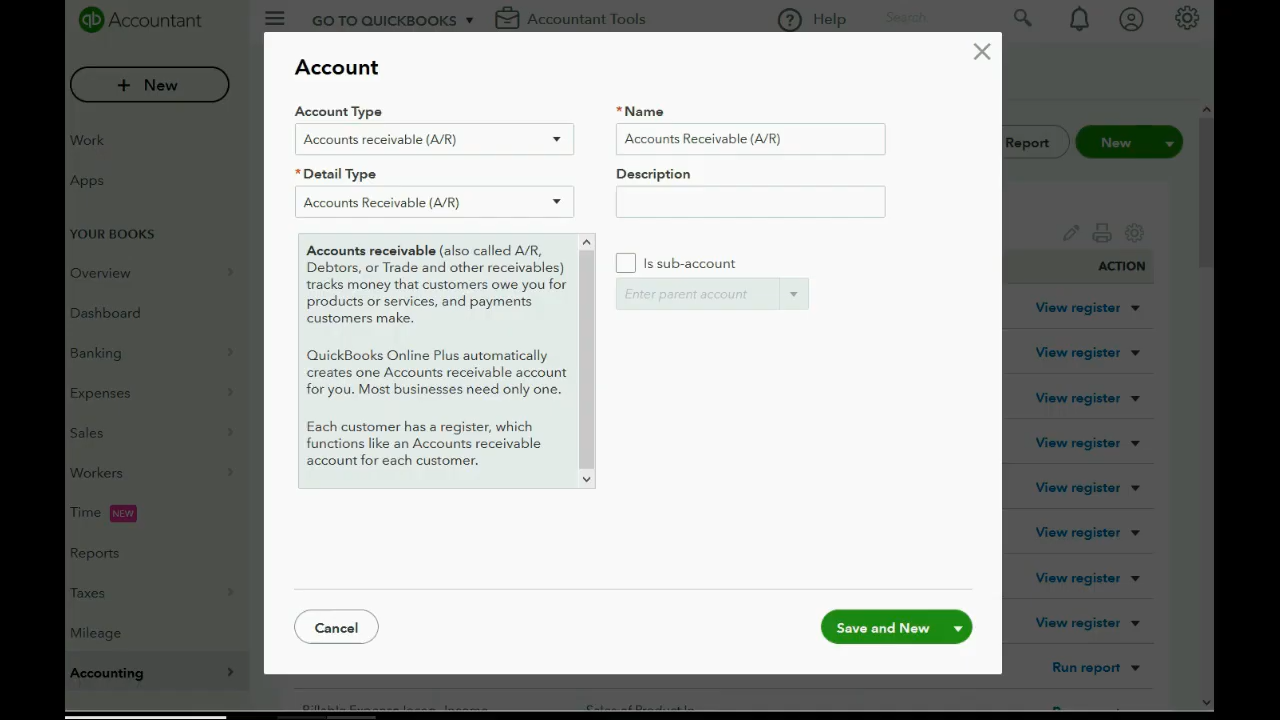 qb Accountant
GO TO QUICKBOOKS
Accountant Tools
? Help
Search
+ New
Work
Apps
YOUR BOOKS
Overview
Dashboard
Banking
Expenses
Sales
Workers
Time NEW
Reports
Taxes
Mileage
Accounting
Account
Account Type
Accounts receivable (A/R)
* Detail Type
Accounts Receivable (A/R)
Accounts receivable (also called A/R,
Debtors, or Trade and other receivables)
tracks money that customers owe you for
products or services, and payments
customers make.
QuickBooks Online Plus automatically
creates one Accounts receivable account
for you. Most businesses need only one.
Each customer has a register, which
functions like an Accounts receivable
account for each customer.
* Name
Accounts Receivable (A/R)
Description
Is sub-account
Enter parent account
Cancel
Save and New
Report
New
ACTION
View register
View register
View register
View register
View register
View register
View register
View register
Run report